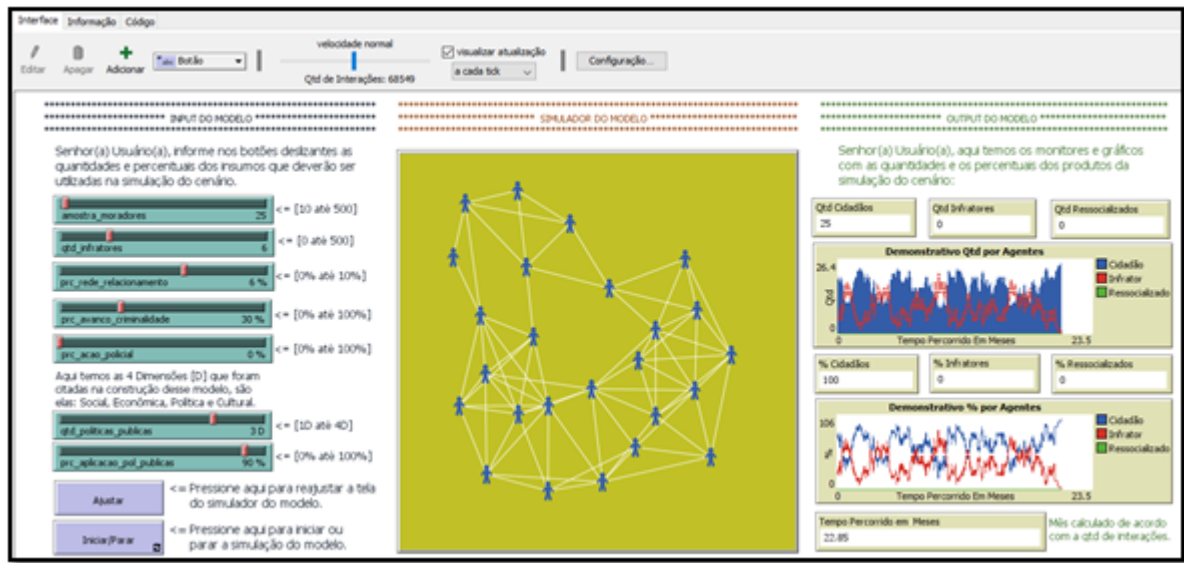 Interface Informação Código
Editar Apagar Adicionar Botão
velocidade normal
Qtd de Interações: 68549
visualizar atualização
a cada tick
Configuração...
INPUT DO MODELO
Senhor(a) Usuário(a), informe nos botões deslizantes as
quantidades e percentuais dos insumos que deverão ser
utilizadas na simulação do cenário.
amostra_moradores 25 <= [10 até 500]
qtd_infratores 6 <= [0 até 500]
prc_rede_relacionamento 6 % <= [0% até 10%]
prc_avanco_criminalidade 30 % <= [0% até 100%]
prc_acao_policial 0 % <= [0% até 100%]
Aqui temos as 4 Dimensões [D] que foram
citadas na construção desse modelo, são
elas: Social, Econômica, Política e Cultural.
qtd_politicas_publicas 3 D <= [1D até 4D]
prc_aplicacao_pol_publicas 90 % <= [0% até 100%]
Ajustar
<= Pressione aqui para reajustar a tela
do simulador do modelo.
Iniciar/Parar
<= Pressione aqui para iniciar ou
parar a simulação do modelo.
SIMULADOR DO MODELO
OUTPUT DO MODELO
Senhor(a) Usuário(a), aqui temos os monitores e gráficos
com as quantidades e os percentuais dos produtos da
simulação do cenário:
Qtd Cidadãos Qtd Infratores Qtd Ressocializados
25 0 0
Demonstrativo Qtd por Agentes
26.4
Qtd
0
0 Tempo Percorrido Em Meses 23.5
Cidadão
Infrator
Ressocializado
% Cidadãos % Infratores % Ressocializados
100 0 0
Demonstrativo % por Agentes
106
%
0
0 Tempo Percorrido Em Meses 23.5
Cidadão
Infrator
Ressocializado
Tempo Percorrido em Meses
22.85
Mês calculado de acordo
com a qtd de interações.